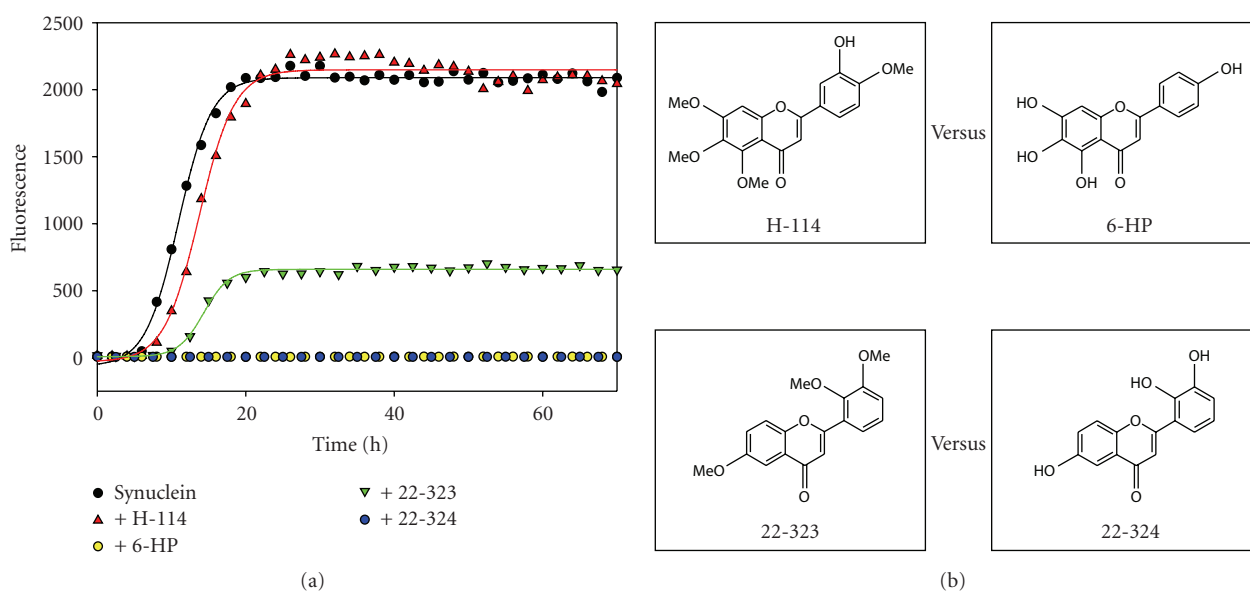 2500
2000
1500
1000
500
0
0
20
40
60
Fluorescence
Time (h)
Synuclein
+ H-114
+ 6-HP
+ 22-323
+ 22-324
(a)
OH
OMe
MeO
O
MeO
OMe
O
H-114
Versus
OH
HO
O
HO
OH
O
6-HP
OMe
MeO
O
MeO
O
22-323
Versus
OH
HO
O
HO
O
22-324
(b)